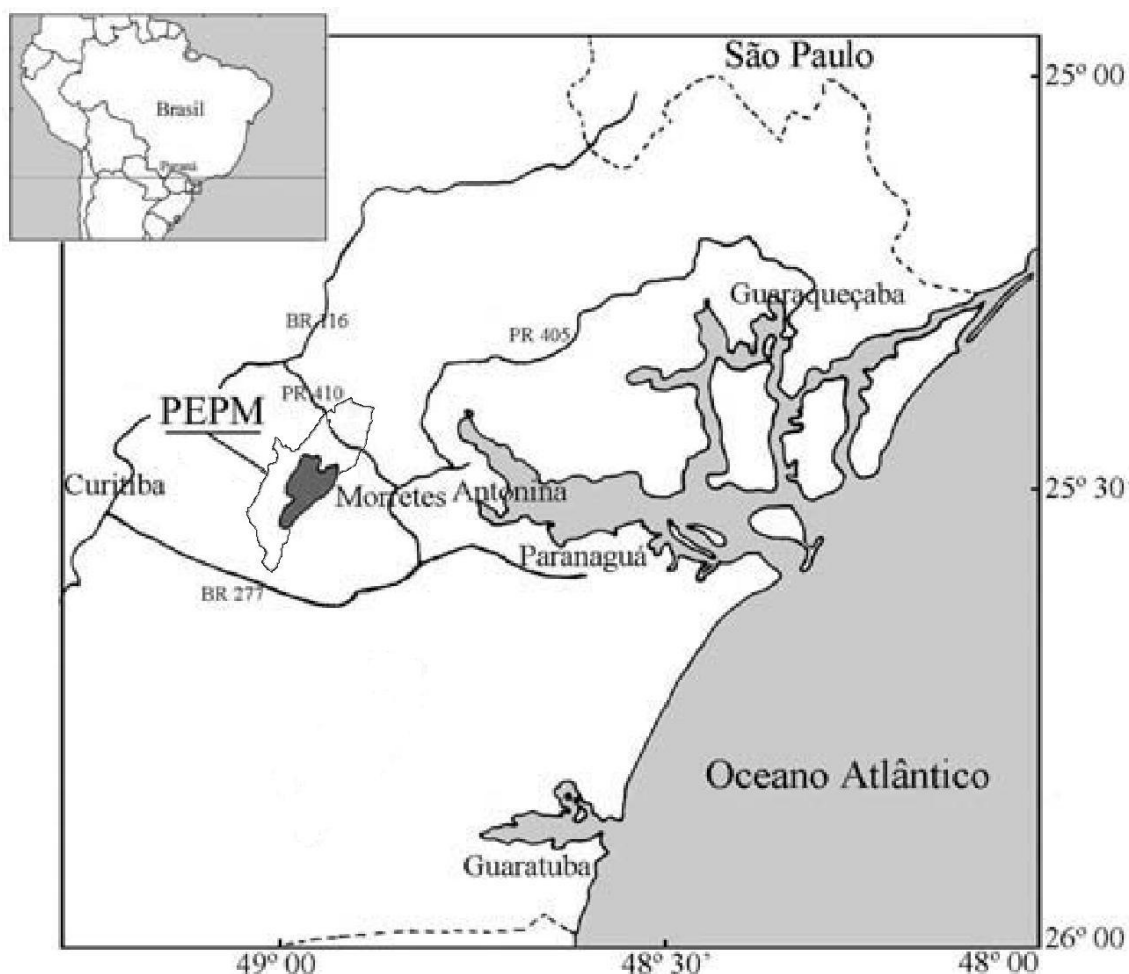 São Paulo
25º 00
Brasil
Paraná
Guaraqueçaba
BR 116
PR 405
PR 410
PEPM
Curitiba
Morretes
Antonina
25º 30
Paranaguá
BR 277
Oceano Atlântico
Guaratuba
26º 00
49º 00
48º 30'
48º 00